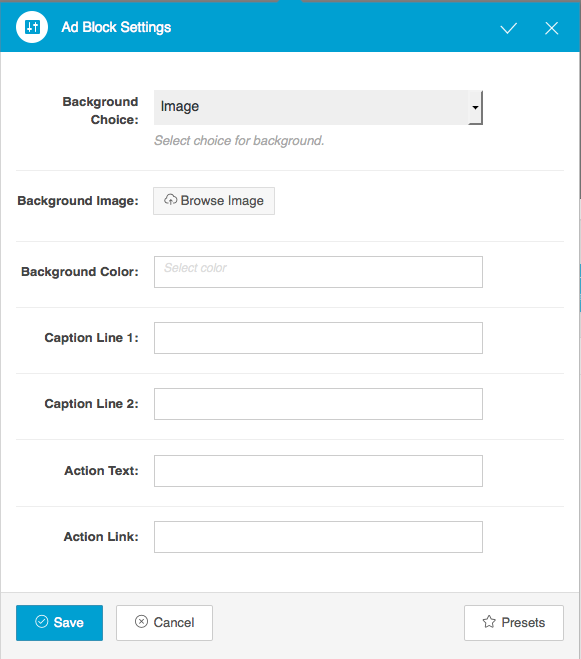 Ad Block Settings
Background
Choice:
Image
Select choice for background.
Background Image:
Browse Image
Background Color:
Select color
Caption Line 1:
Caption Line 2:
Action Text:
Action Link:
Save
Cancel
Presets